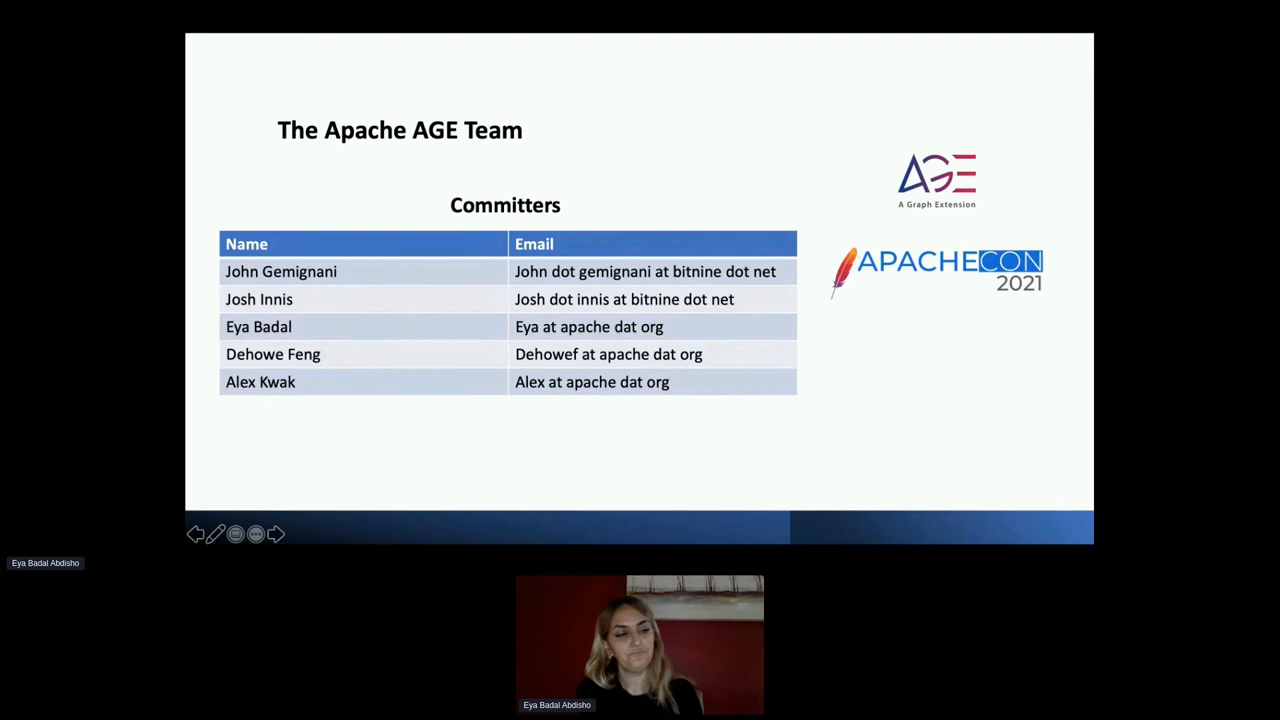 The Apache AGE Team
AGE
A Graph Extension
Committers
Name Email
John Gemignani John dot gemignani at bitnine dot net
Josh Innis Josh dot innis at bitnine dot net
Eya Badal Eya at apache dat org
Dehowe Feng Dehowef at apache dat org
Alex Kwak Alex at apache dat org
APACHECON
2021
Eya Badal Abdisho
Eya Badal Abdisho